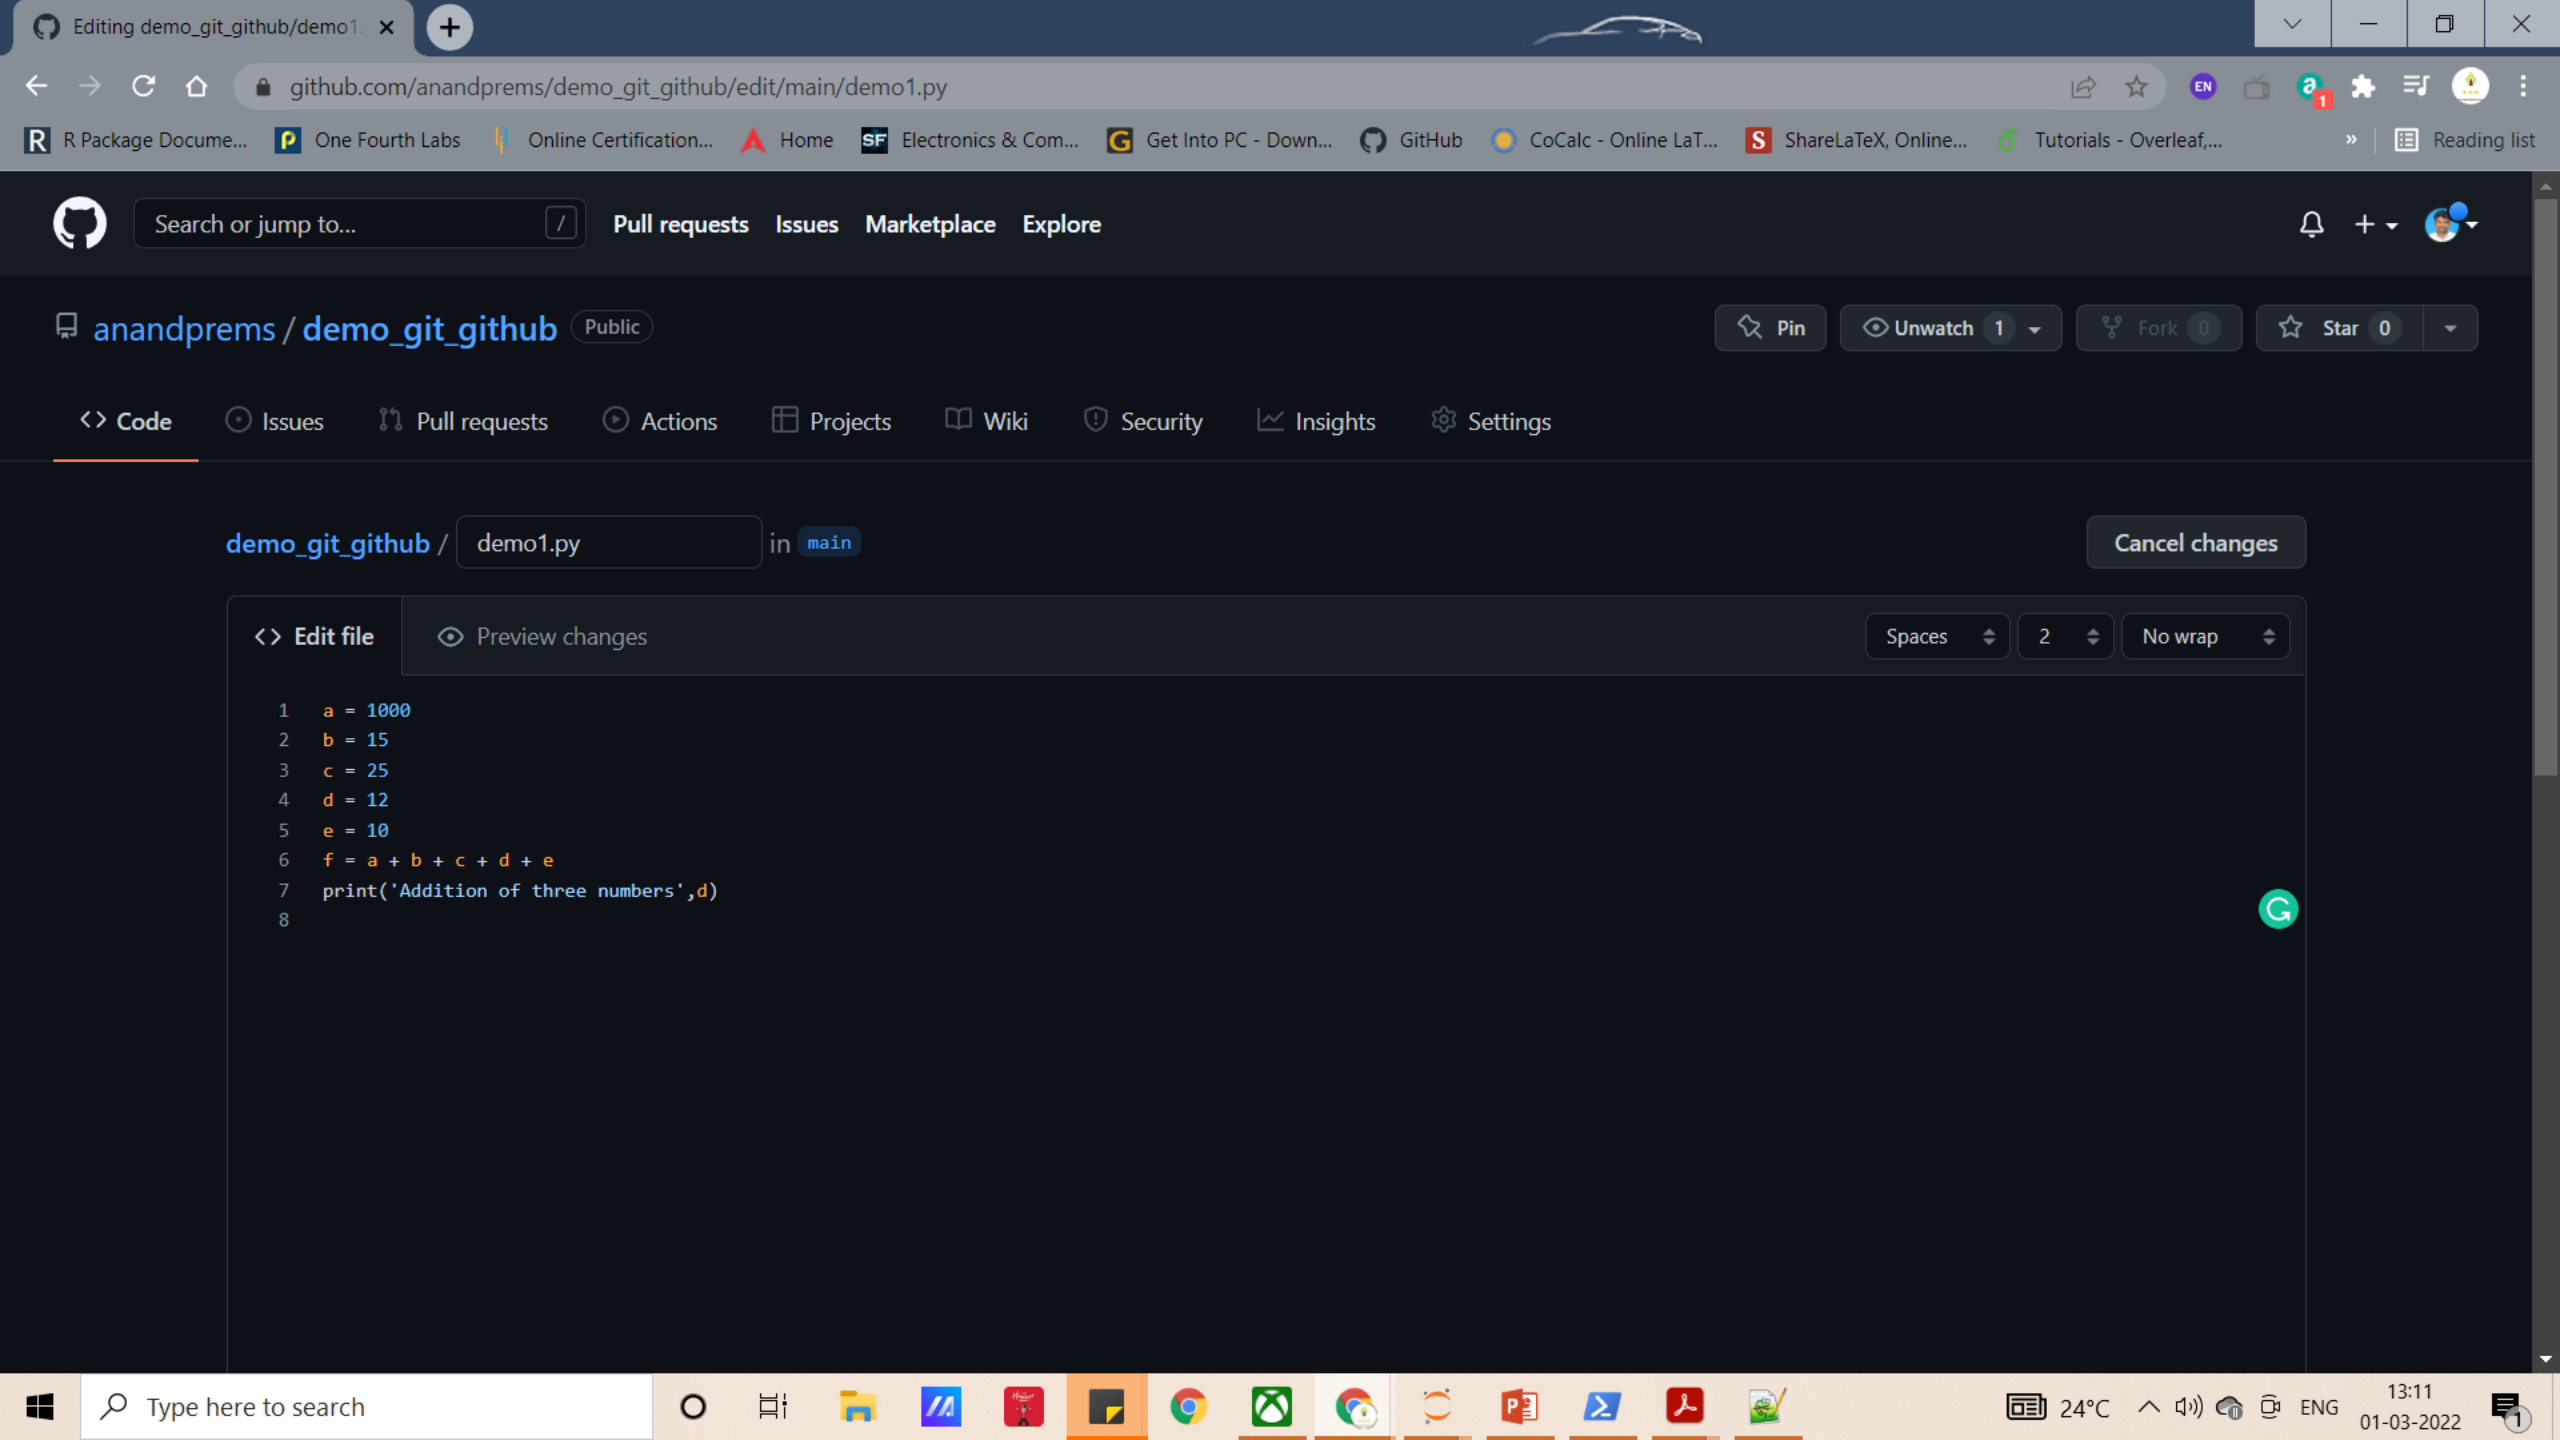 Editing demo_git_github/demo1.
github.com/anandprems/demo_git_github/edit/main/demo1.py
EN
a
1
R R Package Docume...
One Fourth Labs
Online Certification...
Home
SF Electronics & Com...
G Get Into PC - Down...
GitHub
CoCalc - Online LaT...
S ShareLaTeX, Online...
Tutorials - Overleaf,...
»
Reading list
Search or jump to... /
Pull requests
Issues
Marketplace
Explore
anandprems / demo_git_github Public
Pin
Unwatch 1
Fork 0
Star 0
<> Code
Issues
Pull requests
Actions
Projects
Wiki
Security
Insights
Settings
demo_git_github / demo1.py in main
Cancel changes
<> Edit file
Preview changes
Spaces
2
No wrap
1 a = 1000
2 b = 15
3 c = 25
4 d = 12
5 e = 10
6 f = a + b + c + d + e
7 print('Addition of three numbers',d)
8
Type here to search
24°C
ENG
13:11
01-03-2022
1